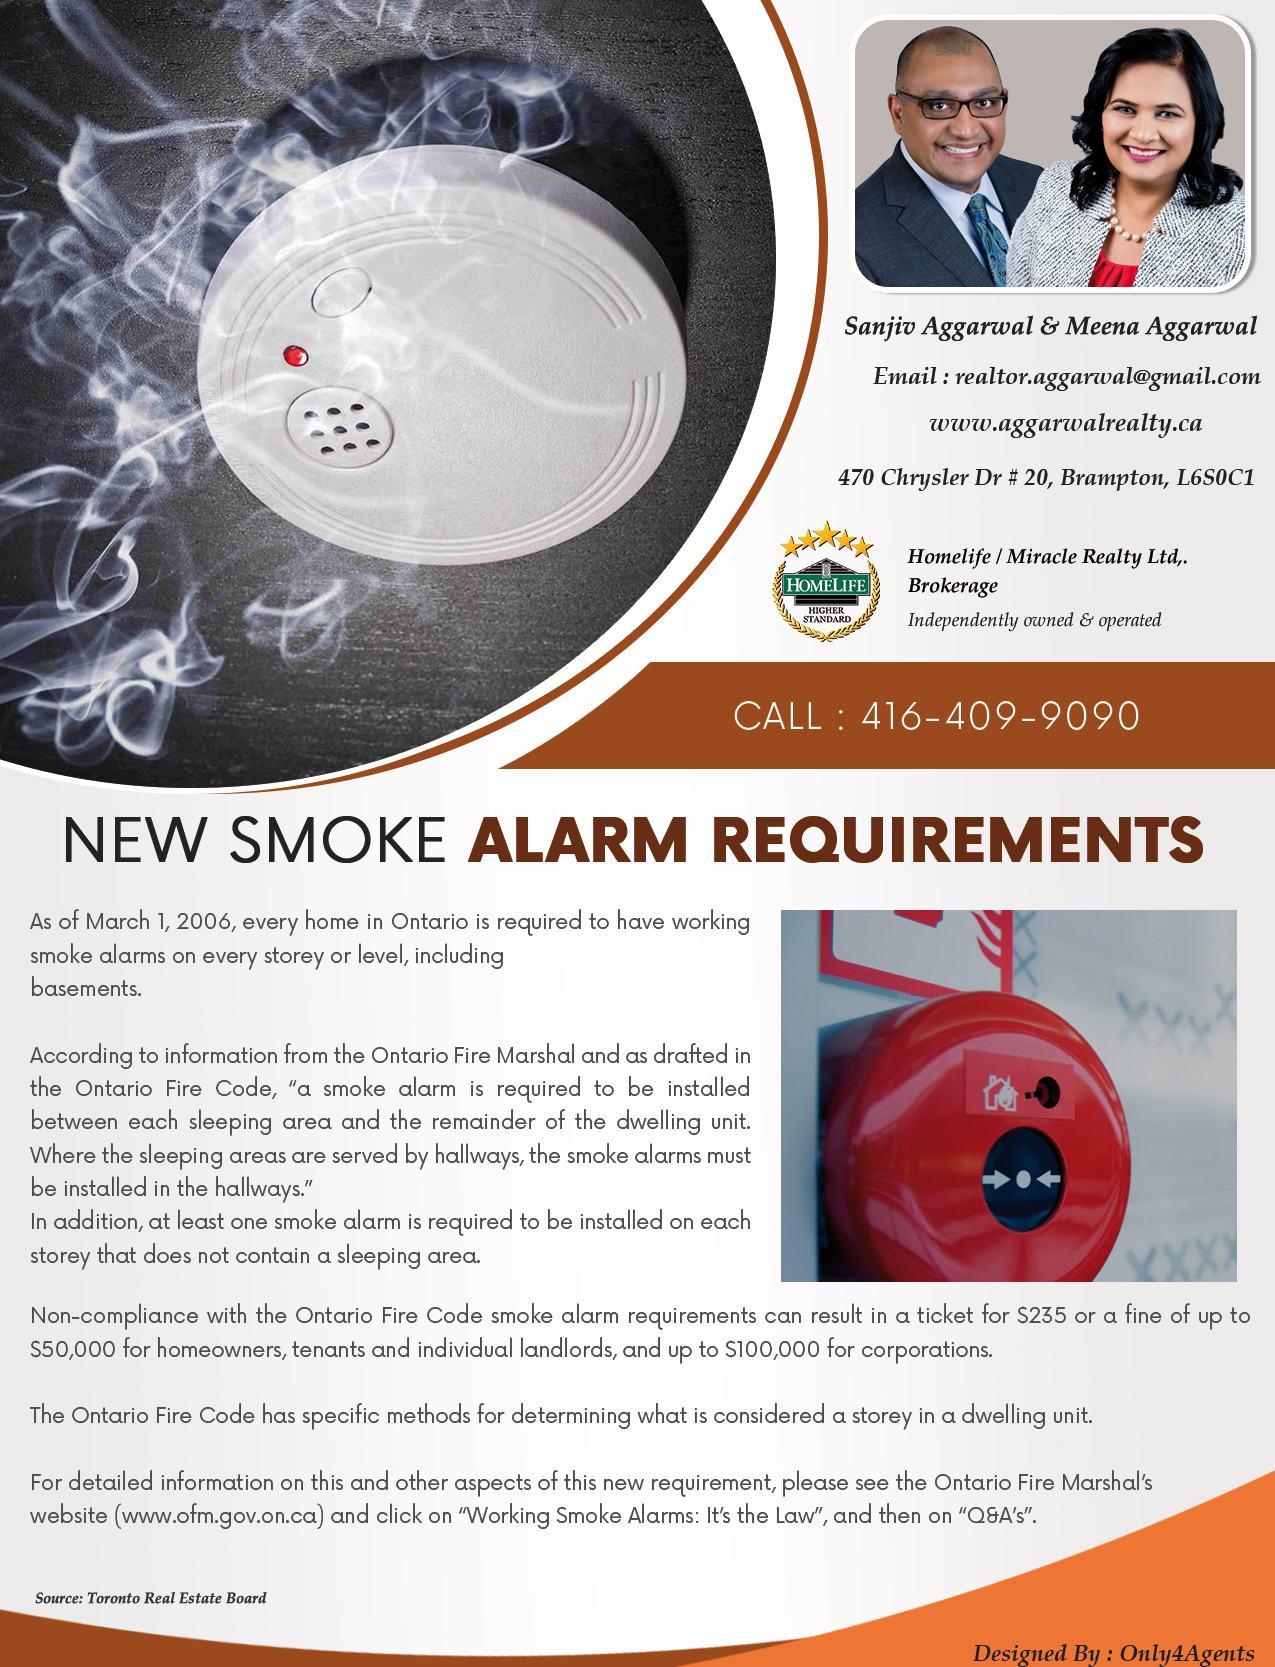 Sanjiv Aggarwal & Meena Aggarwal
Email : realtor.aggarwal@gmail.com
www.aggarwalrealty.ca
470 Chrysler Dr # 20, Brampton, L6S0C1
HOMELIFE
HIGHER
STANDARD
Homelife / Miracle Realty Ltd,.
Brokerage
Independently owned & operated
CALL : 416-409-9090
NEW SMOKE ALARM REQUIREMENTS
As of March 1, 2006, every home in Ontario is required to have working
smoke alarms on every storey or level, including
basements.
According to information from the Ontario Fire Marshal and as drafted in
the Ontario Fire Code, “a smoke alarm is required to be installed
between each sleeping area and the remainder of the dwelling unit.
Where the sleeping areas are served by hallways, the smoke alarms must
be installed in the hallways.”
In addition, at least one smoke alarm is required to be installed on each
storey that does not contain a sleeping area.
Non-compliance with the Ontario Fire Code smoke alarm requirements can result in a ticket for $235 or a fine of up to
$50,000 for homeowners, tenants and individual landlords, and up to $100,000 for corporations.
The Ontario Fire Code has specific methods for determining what is considered a storey in a dwelling unit.
For detailed information on this and other aspects of this new requirement, please see the Ontario Fire Marshal’s
website (www.ofm.gov.on.ca) and click on “Working Smoke Alarms: It’s the Law”, and then on “Q&A’s”.
Source: Toronto Real Estate Board
Designed By : Only4Agents